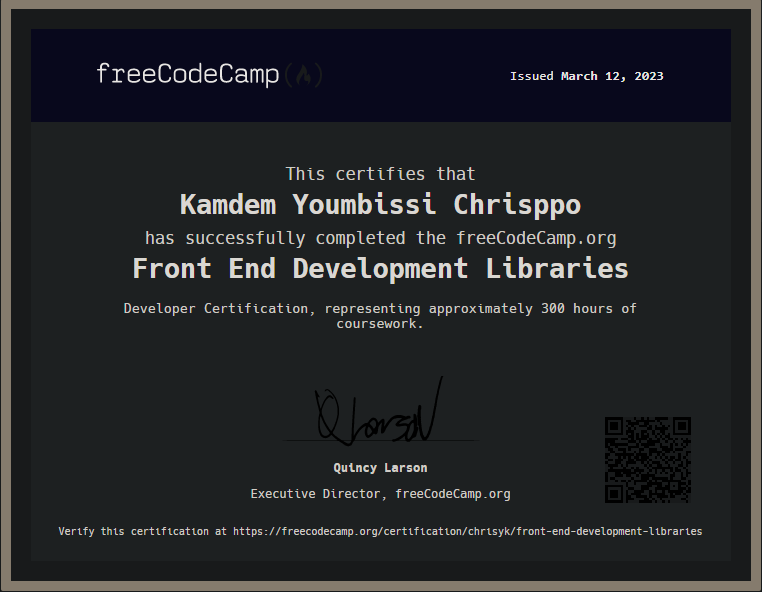 freeCodeCamp
Issued March 12, 2023
This certifies that
Kamdem Youmbissi Chrisppo
has successfully completed the freeCodeCamp.org
Front End Development Libraries
Developer Certification, representing approximately 300 hours of
coursework.
Quincy Larson
Executive Director, freeCodeCamp.org
Verify this certification at https://freecodecamp.org/certification/chrisyk/front-end-development-libraries